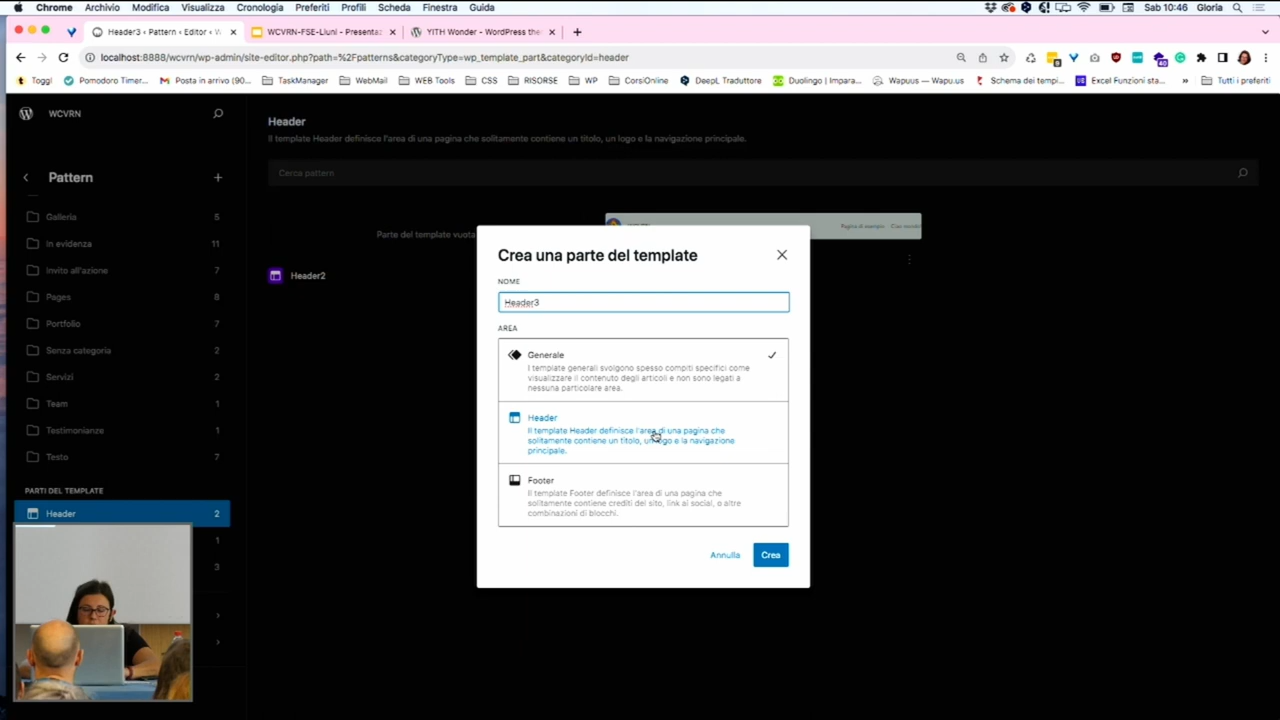 Chrome Archivio Modifica Visualizza Cronologia Preferiti Profili Scheda Finestra Guida Sab 10:46 Gloria
Header3 ‹ Pattern ‹ Editor ‹ WCVRN-FSE-Lluni - Presentaz YITH Wonder - WordPress the
localhost:8888/wcvrn/wp-admin/site-editor.php?path=%2Fpatterns&categoryType=wp_template_part&categoryId=header
Toggl Pomodoro Timer... Posta in arrivo (90... TaskManager WebMail WEB Tools CSS RISORSE WP CorsiOnline DeepL Traduttore Duolingo (Impara... Wapuus — Wapu.us Schema dei tempi... Excel Funzioni sta... » Tutti i preferiti
WCVRN
Header
Il template Header definisce l'area di una pagina che solitamente contiene un titolo, un logo e la navigazione principale.
Pattern
Cerca pattern
Galleria 5
In evidenza 11
Invito all'azione 7
Pages 8
Portfolio 7
Senza categoria 2
Servizi 2
Team 1
Testimonianze 1
Testo 7
PARTI DEL TEMPLATE
Header 2
1
3
Parte del template vuota
Pagina di esempio
Header2
Crea una parte del template
NOME
Header3
AREA
Generale
I template generali svolgono spesso compiti specifici come
visualizzare il contenuto degli articoli e non sono legati a
nessuna particolare area.
Header
Il template Header definisce l'area di una pagina che
solitamente contiene un titolo, un logo e la navigazione
principale.
Footer
Il template Footer definisce l'area di una pagina che
solitamente contiene crediti del sito, link ai social, o altre
combinazioni di blocchi.
Annulla Crea